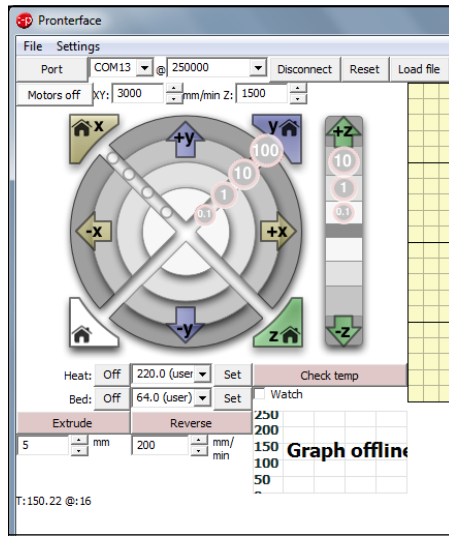 Pronterface
File Settings
Port COM13 @ 250000 Disconnect Reset Load file
Motors off XY: 3000 mm/min Z: 1500
x +y y +z
100 10
10 1
1 0.1
0.1
-x +x
-y z -z
Heat: Off 220.0 (user Set Check temp
Bed: Off 64.0 (user) Set Watch
Extrude Reverse
5 mm 200 mm/
min
250
200
150 Graph offline
100
50
T:150.22 @:16